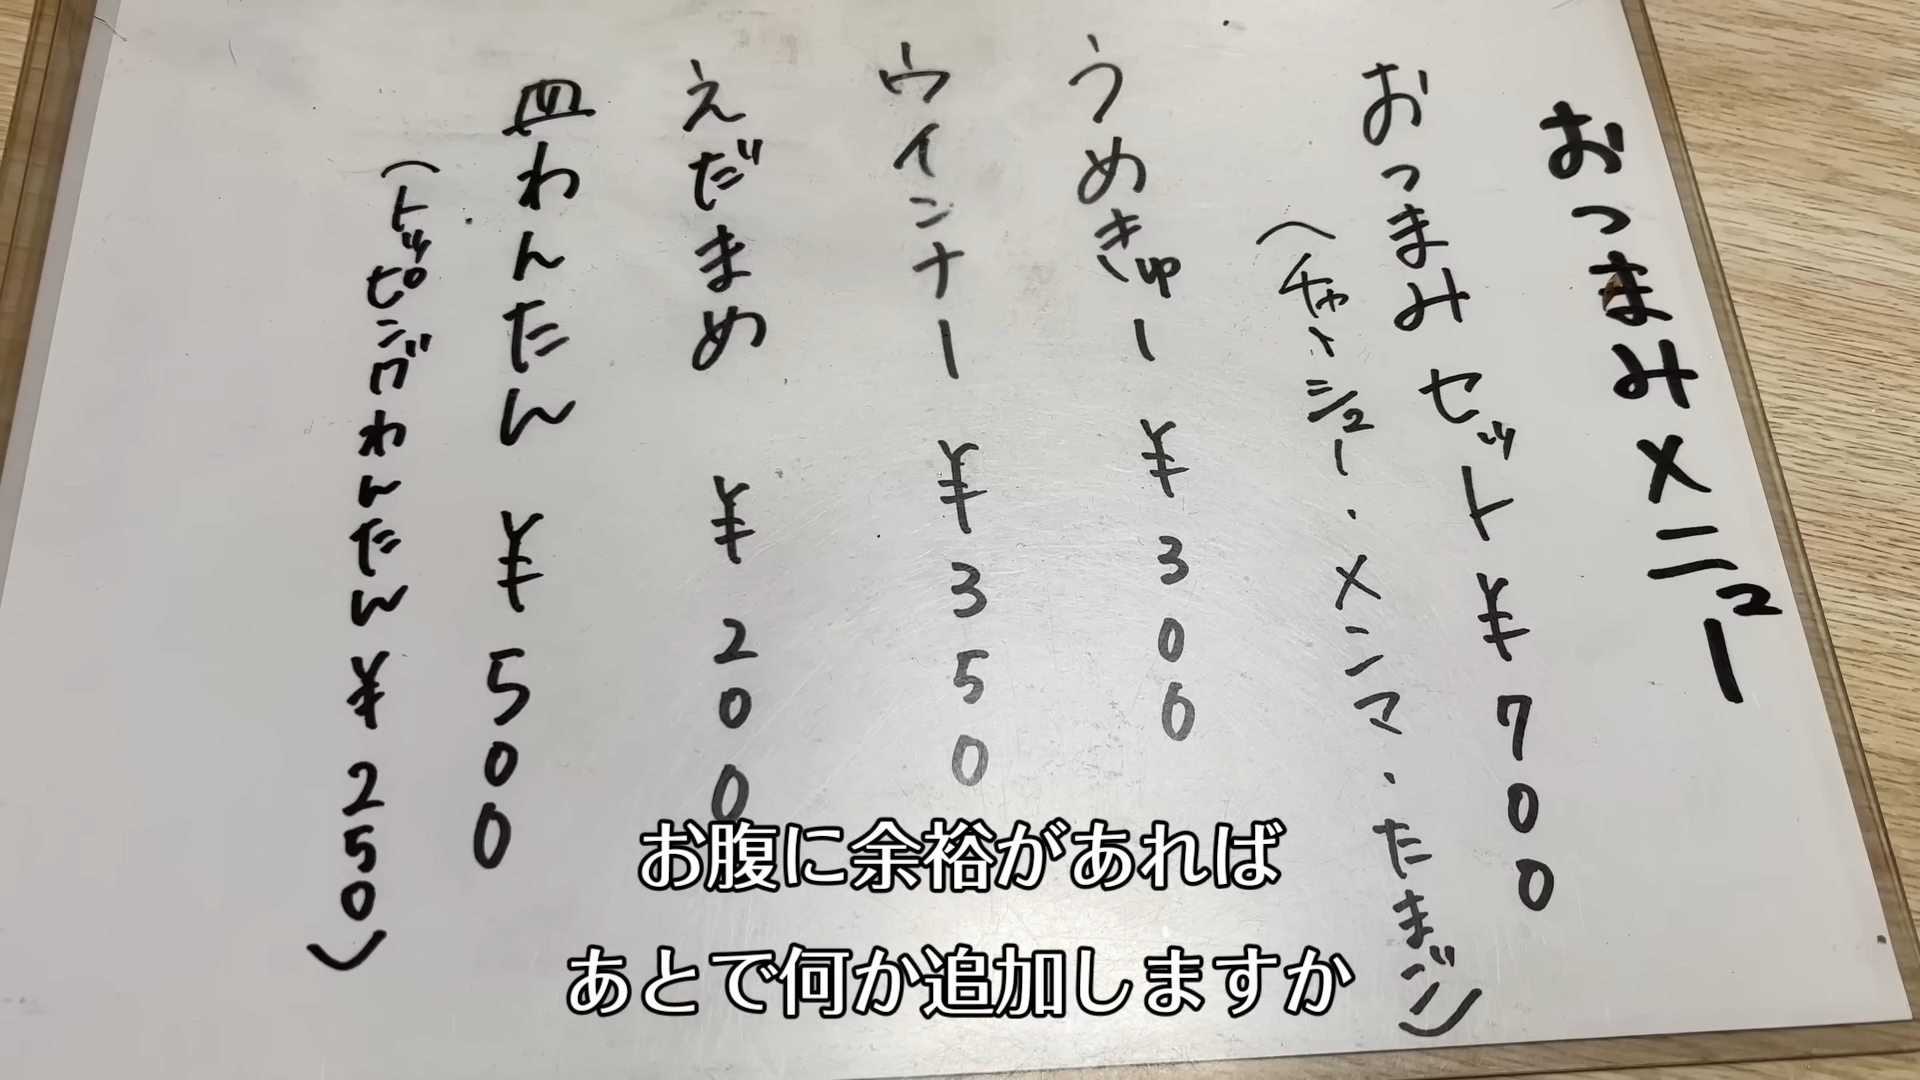 おつまみメニュー
おつまみセット ¥700
(チャーシュー・メンマ・たまご)
うめきゅー ¥300
ウインナー ¥350
えだまめ ¥200
皿わんたん ¥500
(トッピングわんたん ¥250)
お腹に余裕があれば
あとで何か追加しますか